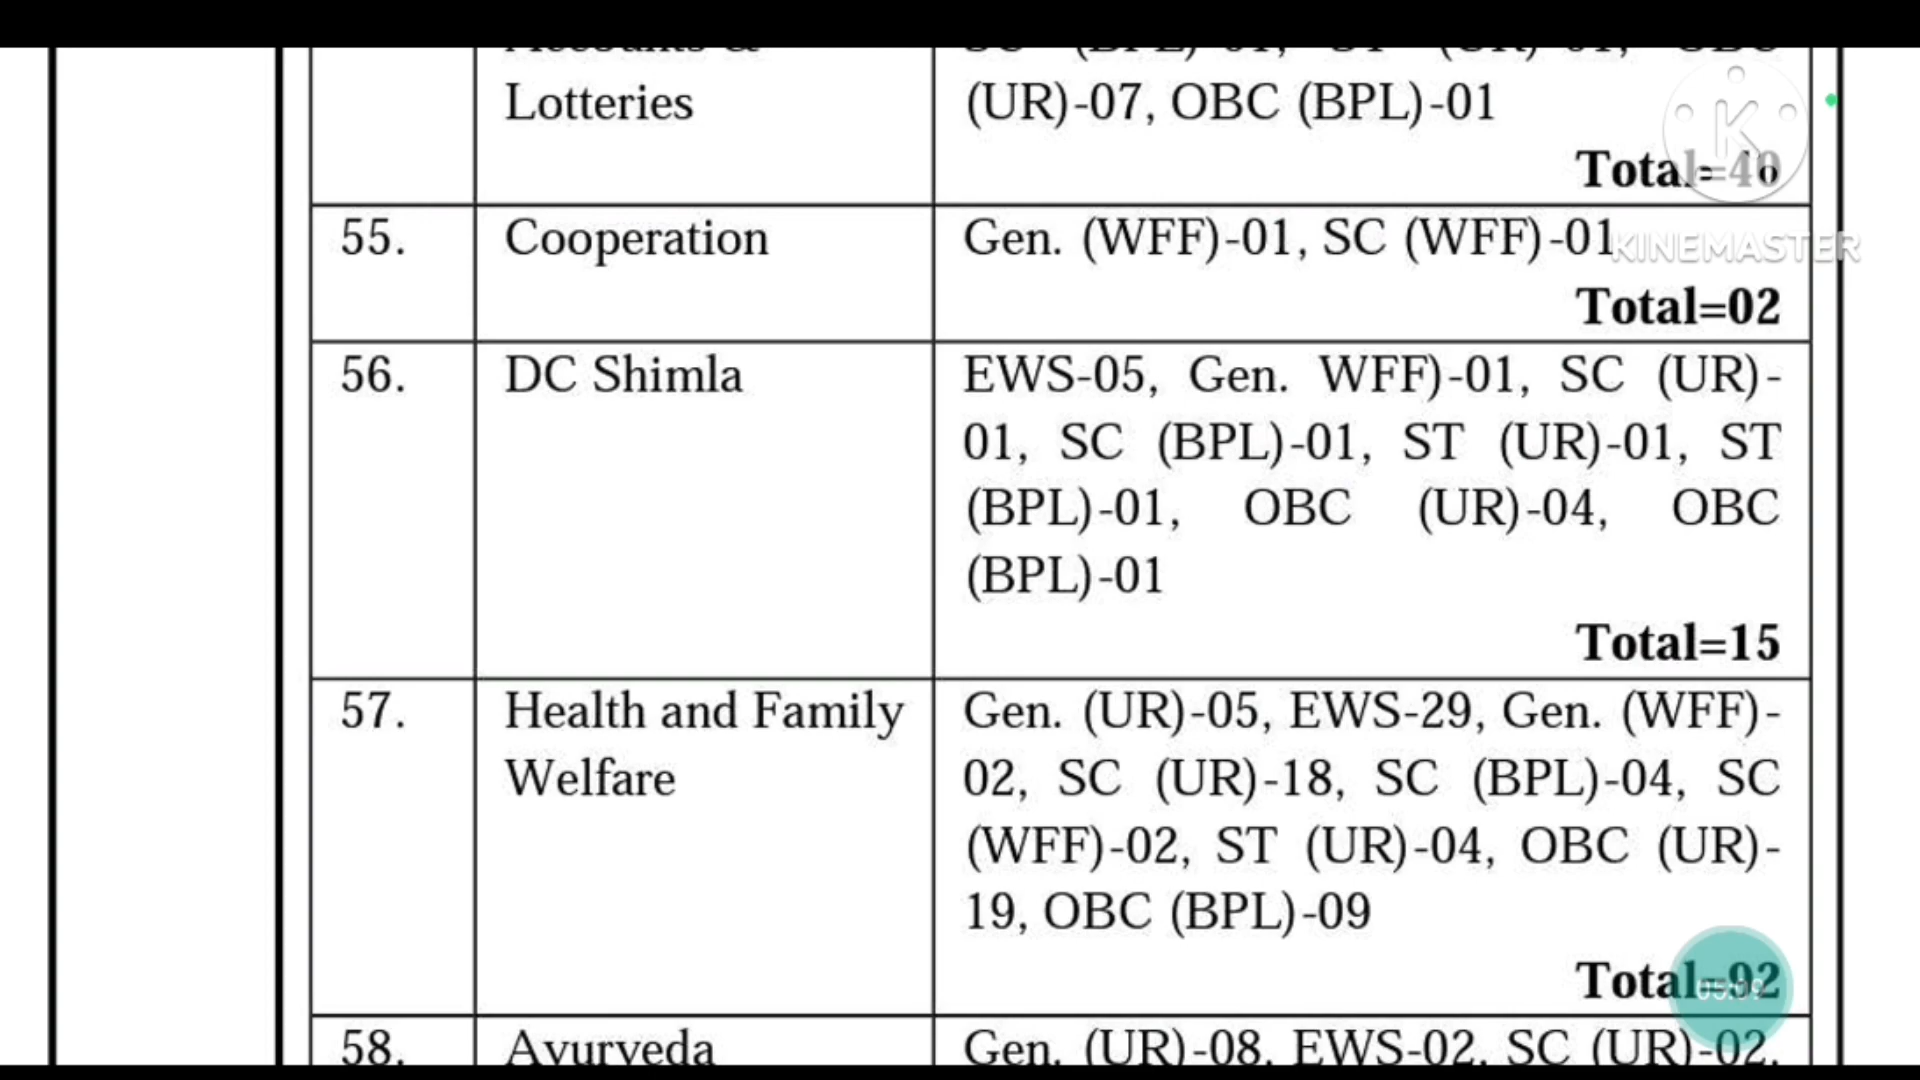 Lotteries
(UR)-07, OBC (BPL)-01
Total=40
55. Cooperation Gen. (WFF)-01, SC (WFF)-01
KINEMASTER
Total=02
56. DC Shimla EWS-05, Gen. WFF)-01, SC (UR)-
01, SC (BPL)-01, ST (UR)-01, ST
(BPL)-01, OBC (UR)-04, OBC
(BPL)-01
Total=15
57. Health and Family Gen. (UR)-05, EWS-29, Gen. (WFF)-
Welfare 02, SC (UR)-18, SC (BPL)-04, SC
(WFF)-02, ST (UR)-04, OBC (UR)-
19, OBC (BPL)-09
Total=92
58. Ayurveda Gen. (UR)-08, EWS-02, SC (UR)-02,